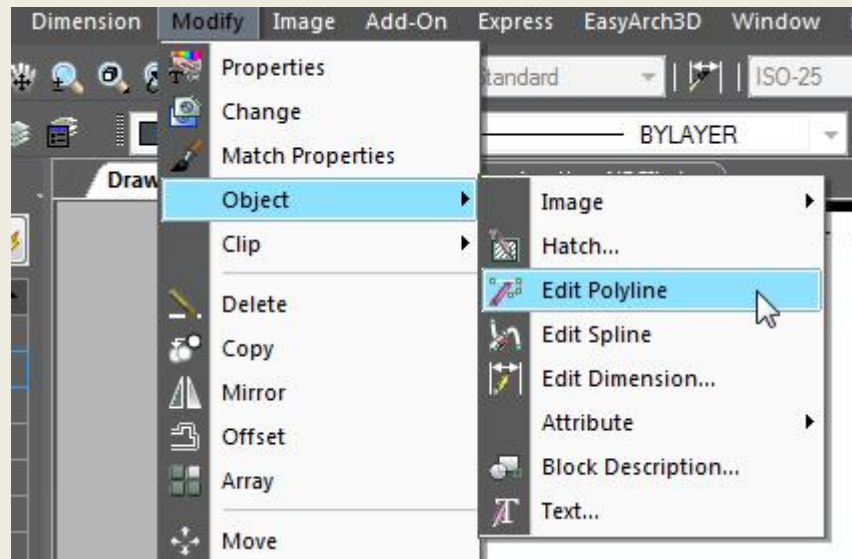 Dimension Modify Image Add-On Express EasyArch3D Window
Standard ISO-25
BYLAYER
Draw
Properties
Change
Match Properties
Object
Clip
Delete
Copy
Mirror
Offset
Array
Move
Image
Hatch...
Edit Polyline
Edit Spline
Edit Dimension...
Attribute
Block Description...
Text...